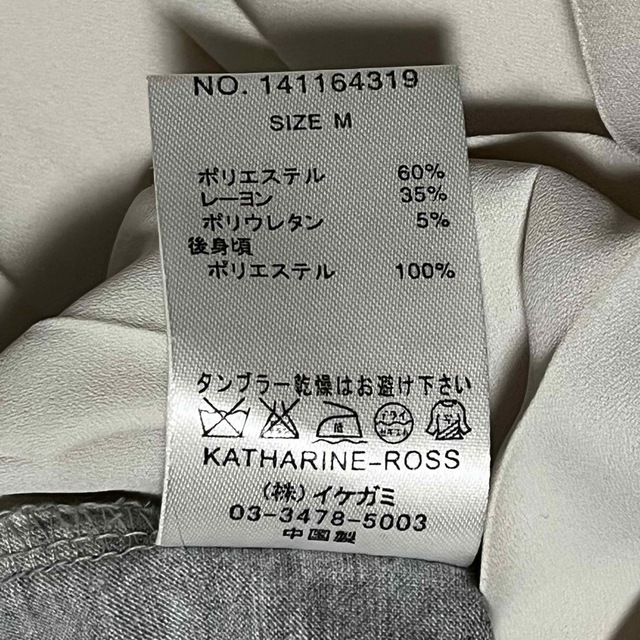 NO. 141164319
SIZE M
ポリエステル 60%
レーヨン 35%
ポリウレタン 5%
後身頃
ポリエステル 100%
タンブラー乾燥はお避け下さい
KATHARINE-ROSS
(株)イケガミ
03-3478-5003
中国製